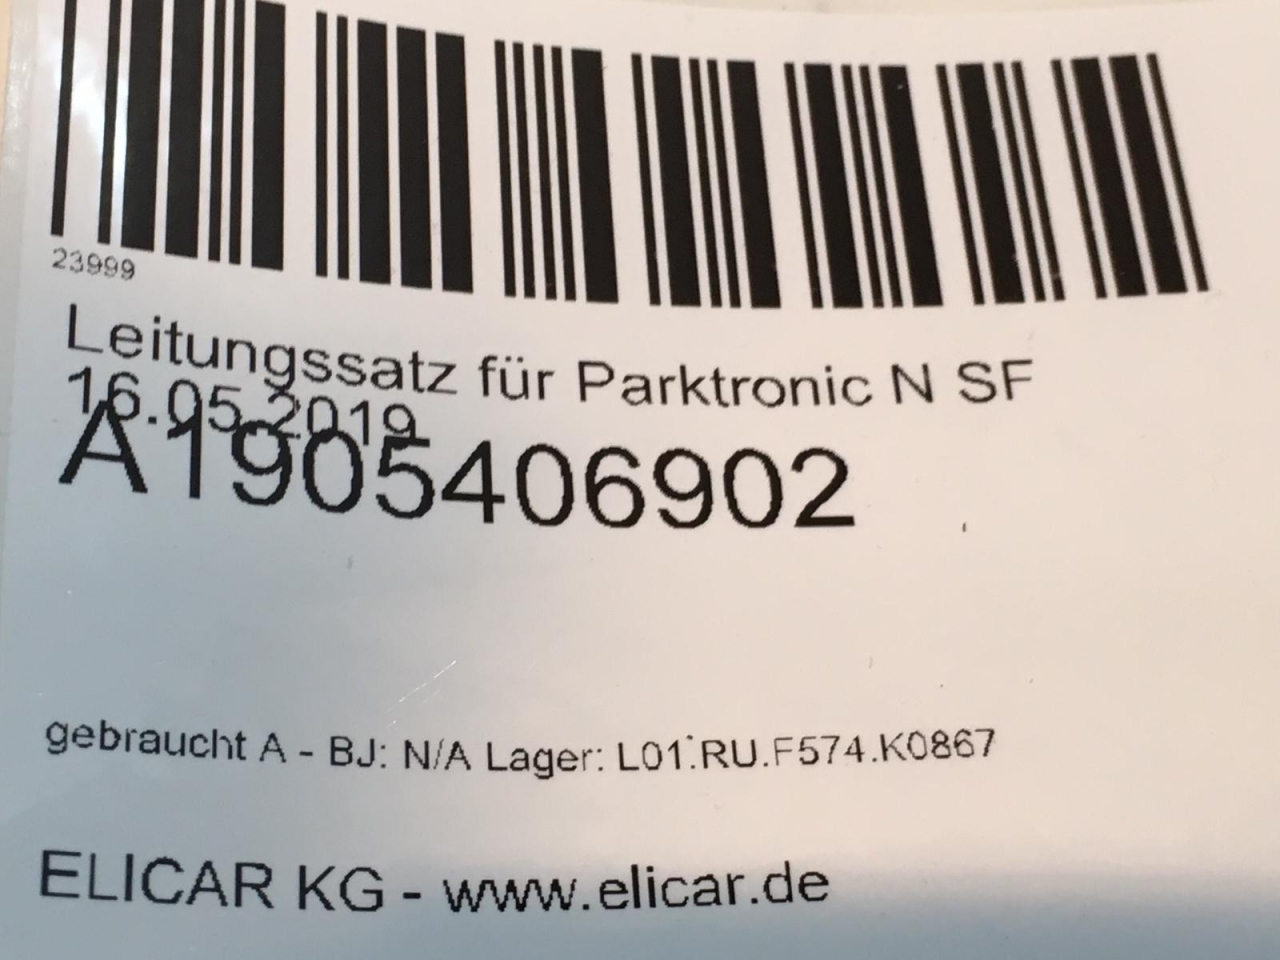 23999
Leitungssatz für Parktronic N SF
16.05.2019
A1905406902
gebraucht A - BJ: N/A Lager: L01.RU.F574.K0867
ELICAR KG - www.elicar.de